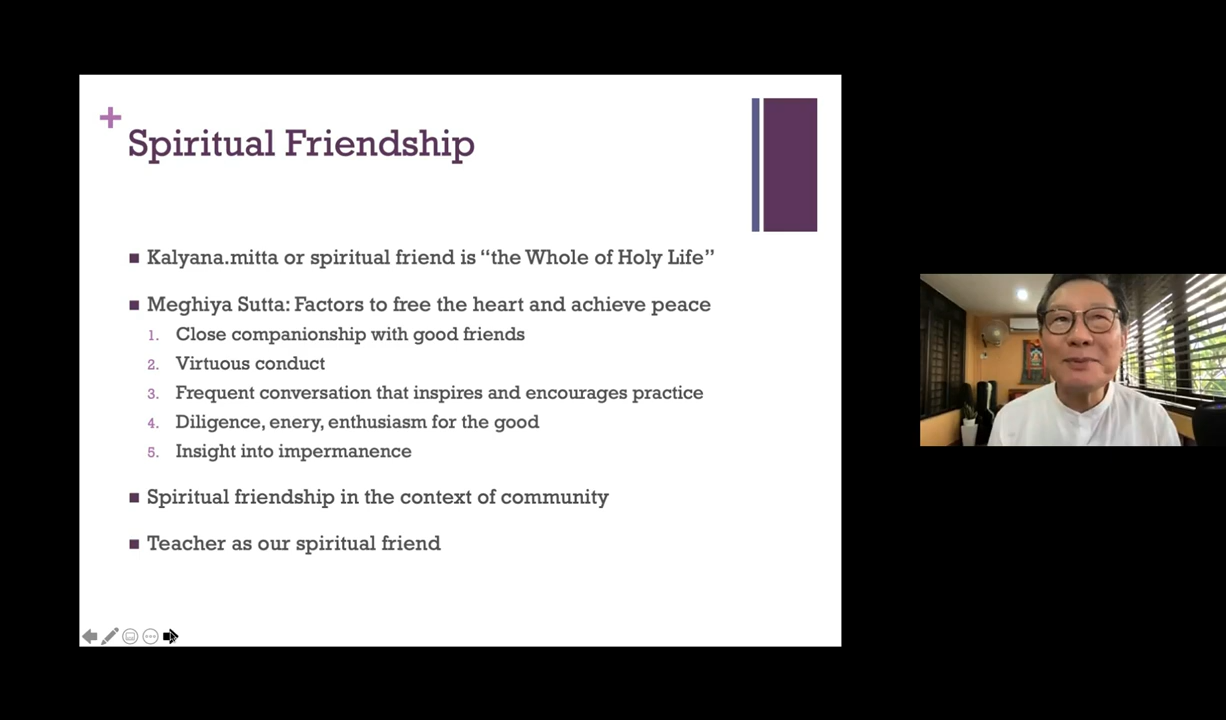 Spiritual Friendship
Kalyana.mitta or spiritual friend is “the Whole of Holy Life”
Meghiya Sutta: Factors to free the heart and achieve peace
1. Close companionship with good friends
2. Virtuous conduct
3. Frequent conversation that inspires and encourages practice
4. Diligence, enery, enthusiasm for the good
5. Insight into impermanence
Spiritual friendship in the context of community
Teacher as our spiritual friend